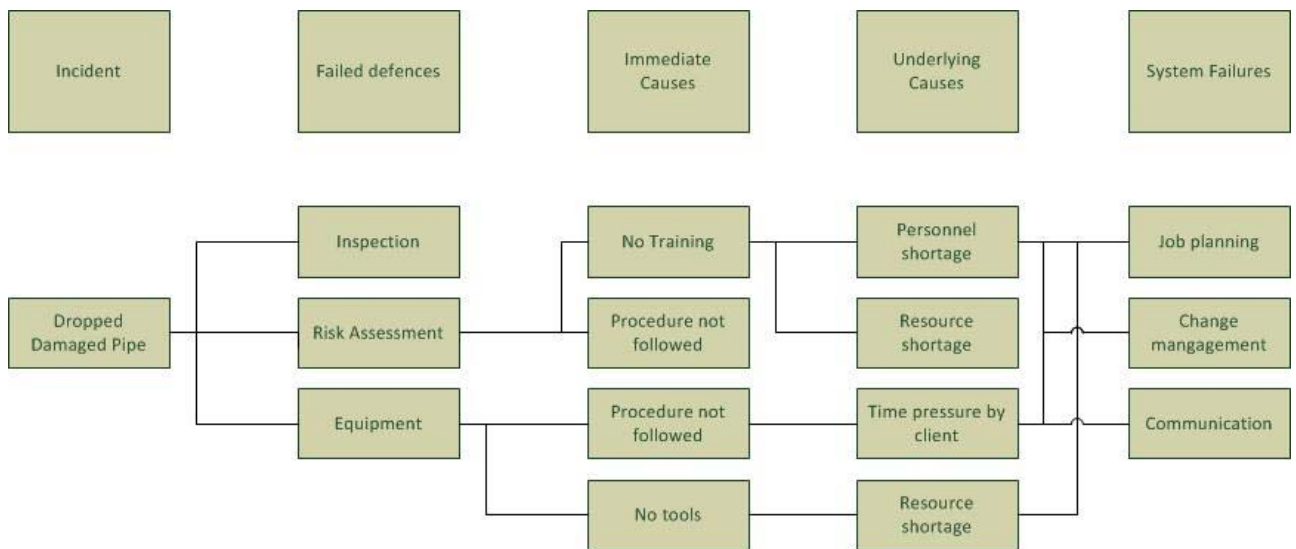 Incident
Failed defences
Immediate
Causes
Underlying
Causes
System Failures
Inspection
No Training
Personnel
shortage
Job planning
Dropped
Damaged Pipe
Risk Assessment
Procedure not
followed
Resource
shortage
Change
mangagement
Equipment
Procedure not
followed
Time pressure by
client
Communication
No tools
Resource
shortage